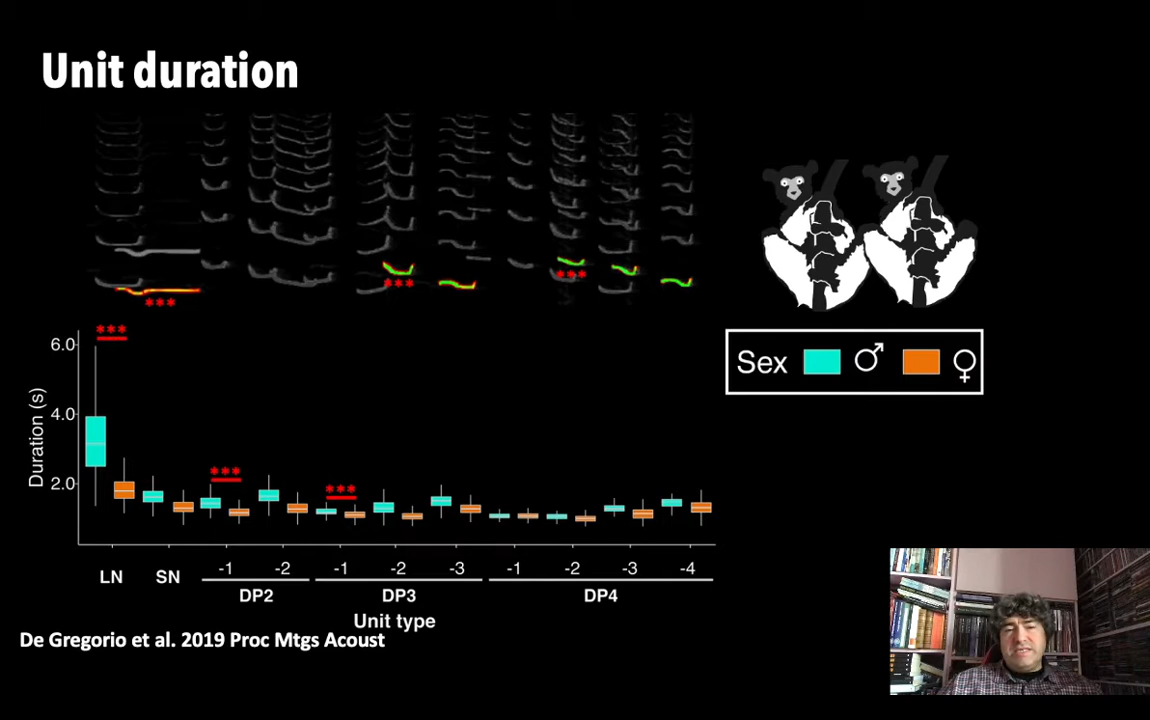 Unit duration
***
***
***
***
***
***
6.0
4.0
2.0
Duration (s)
Sex ♂ ♀
LN SN -1 -2 -1 -2 -3 -1 -2 -3 -4
DP2 DP3 DP4
Unit type
De Gregorio et al. 2019 Proc Mtgs Acoust